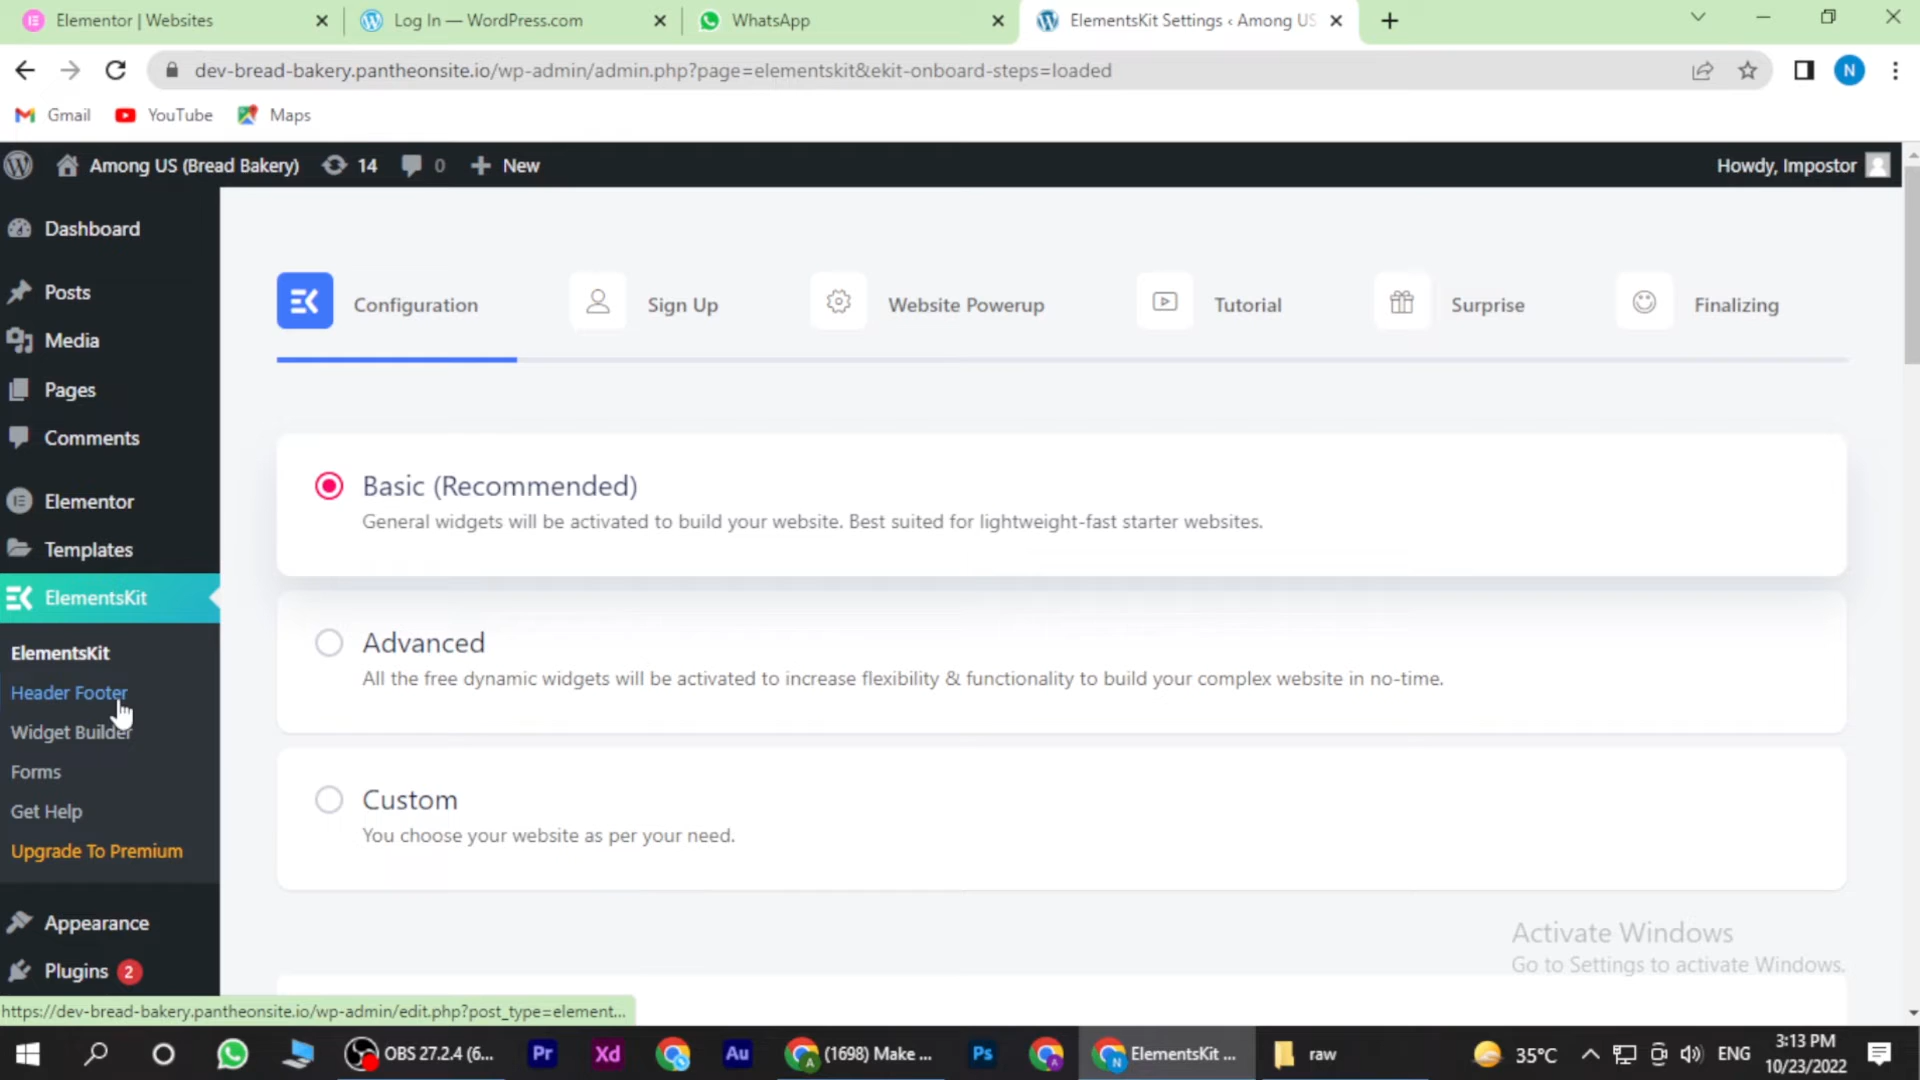 Elementor | Websites
Log In — WordPress.com
WhatsApp
ElementsKit Settings ‹ Among US
dev-bread-bakery.pantheonsite.io/wp-admin/admin.php?page=elementskit&ekit-onboard-steps=loaded
N
Gmail
YouTube
Maps
Among US (Bread Bakery)
14
0
New
Howdy, Impostor
Dashboard
Posts
Media
Pages
Comments
Elementor
Templates
ElementsKit
ElementsKit
Header Footer
Widget Builder
Forms
Get Help
Upgrade To Premium
Appearance
Plugins 2
Configuration
Sign Up
Website Powerup
Tutorial
Surprise
Finalizing
Basic (Recommended)
General widgets will be activated to build your website. Best suited for lightweight-fast starter websites.
Advanced
All the free dynamic widgets will be activated to increase flexibility & functionality to build your complex website in no-time.
Custom
You choose your website as per your need.
Activate Windows
Go to Settings to activate Windows.
https://dev-bread-bakery.pantheonsite.io/wp-admin/edit.php?post_type=element...
OBS 27.2.4 (6...
Pr
Xd
Au
(1698) Make ...
Ps
ElementsKit ...
raw
35°C
ENG
3:13 PM
10/23/2022